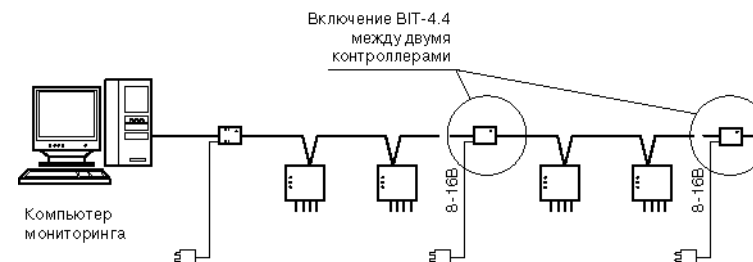 Включение BIT-4.4
между двумя
контроллерами
8-16В
8-16В
Компьютер
мониторинга